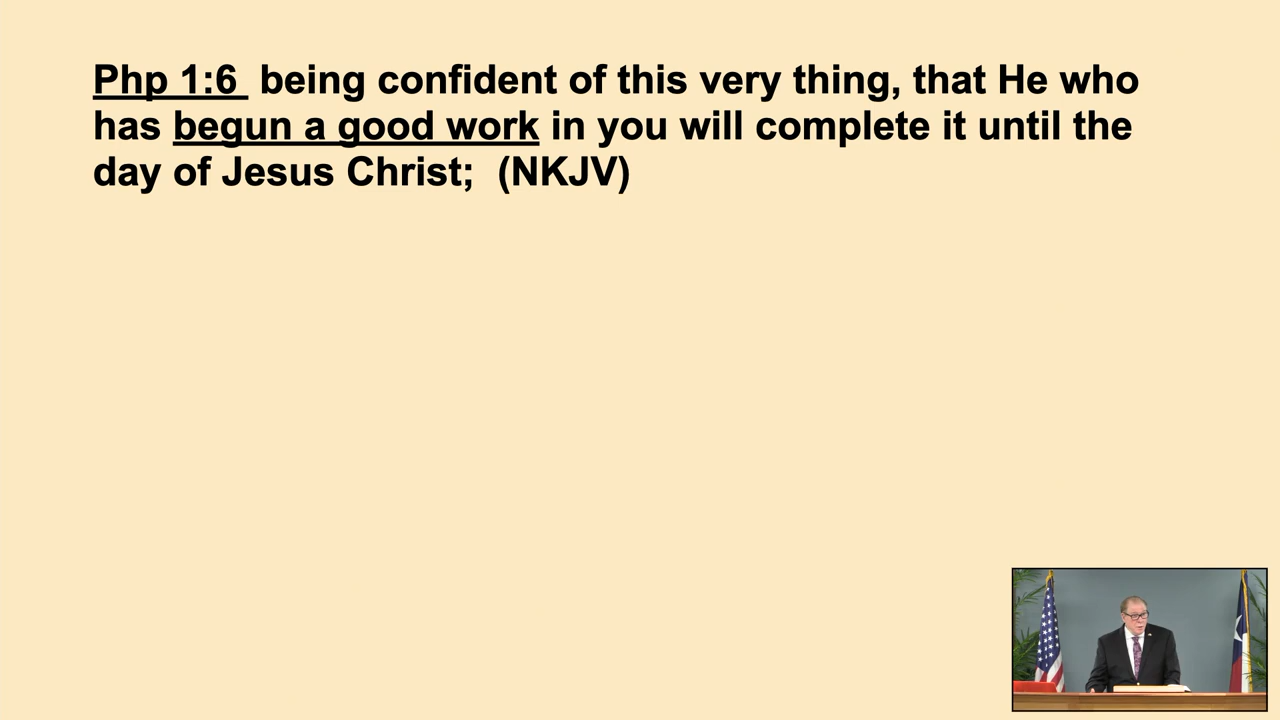 Php 1:6  being confident of this very thing, that He who
has begun a good work in you will complete it until the
day of Jesus Christ;  (NKJV)